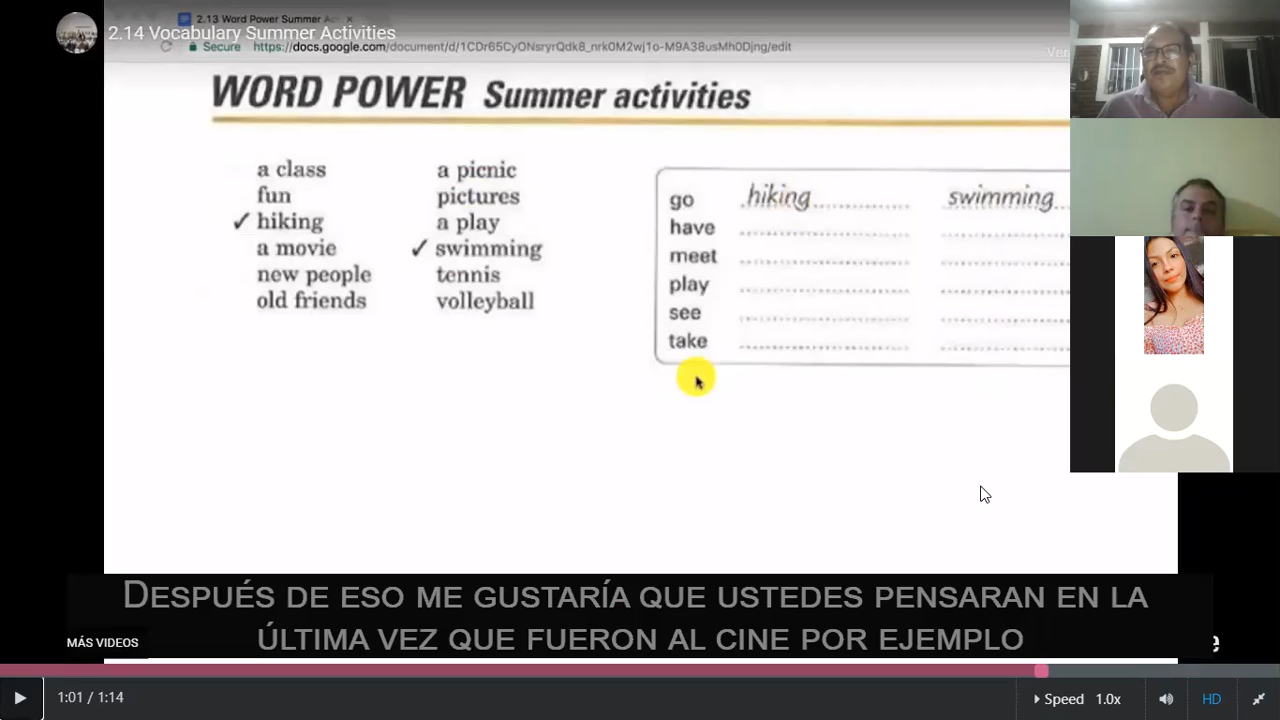 2.13 Word Power Summer Ac
2.14 Vocabulary Summer Activities
Secure https://docs.google.com/document/d/1CDr65CyONsryrQdk8_nrk0M2wj1o-M9A38usMh0Djng/edit
WORD POWER Summer activities
a class
fun
✓ hiking
a movie
new people
old friends
a picnic
pictures
a play
✓ swimming
tennis
volleyball
go hiking swimming
have
meet
play
see
take
DESPUÉS DE ESO ME GUSTARÍA QUE USTEDES PENSARAN EN LA
ÚLTIMA VEZ QUE FUERON AL CINE POR EJEMPLO
MÁS VIDEOS
1:01 / 1:14
Speed 1.0x
HD